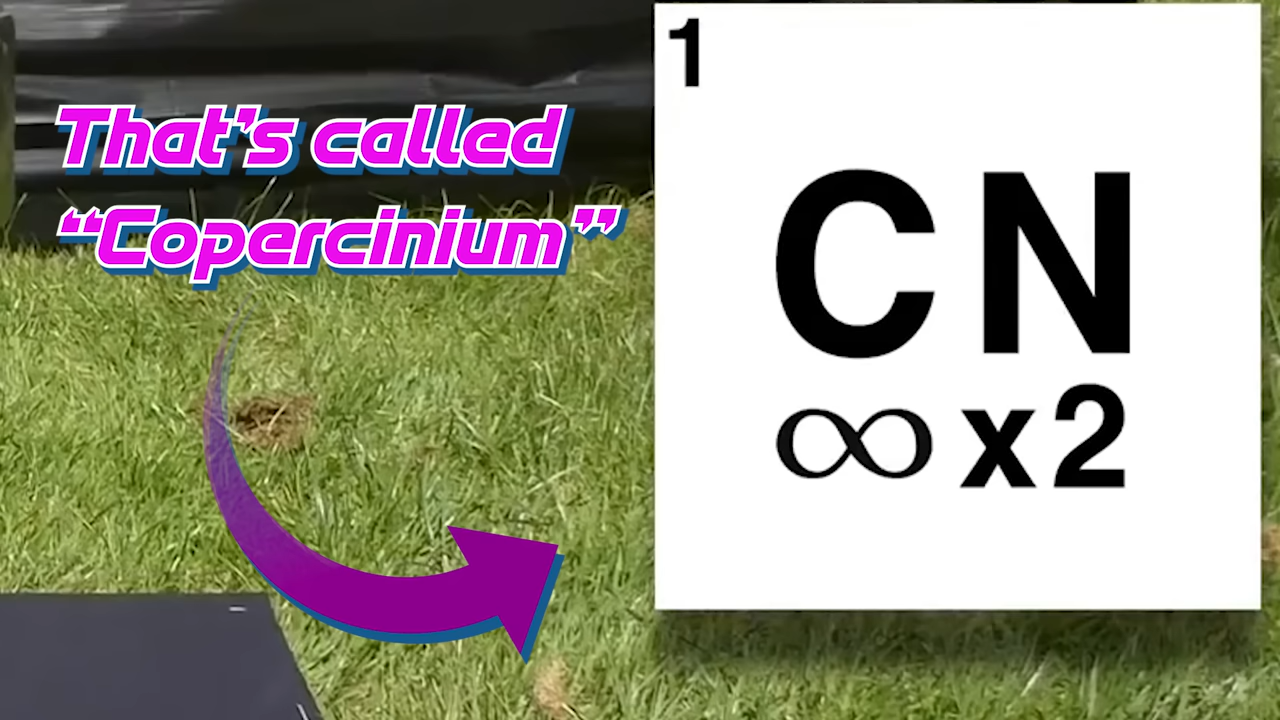 That's called
“Copercinium”
1
CN
∞x2